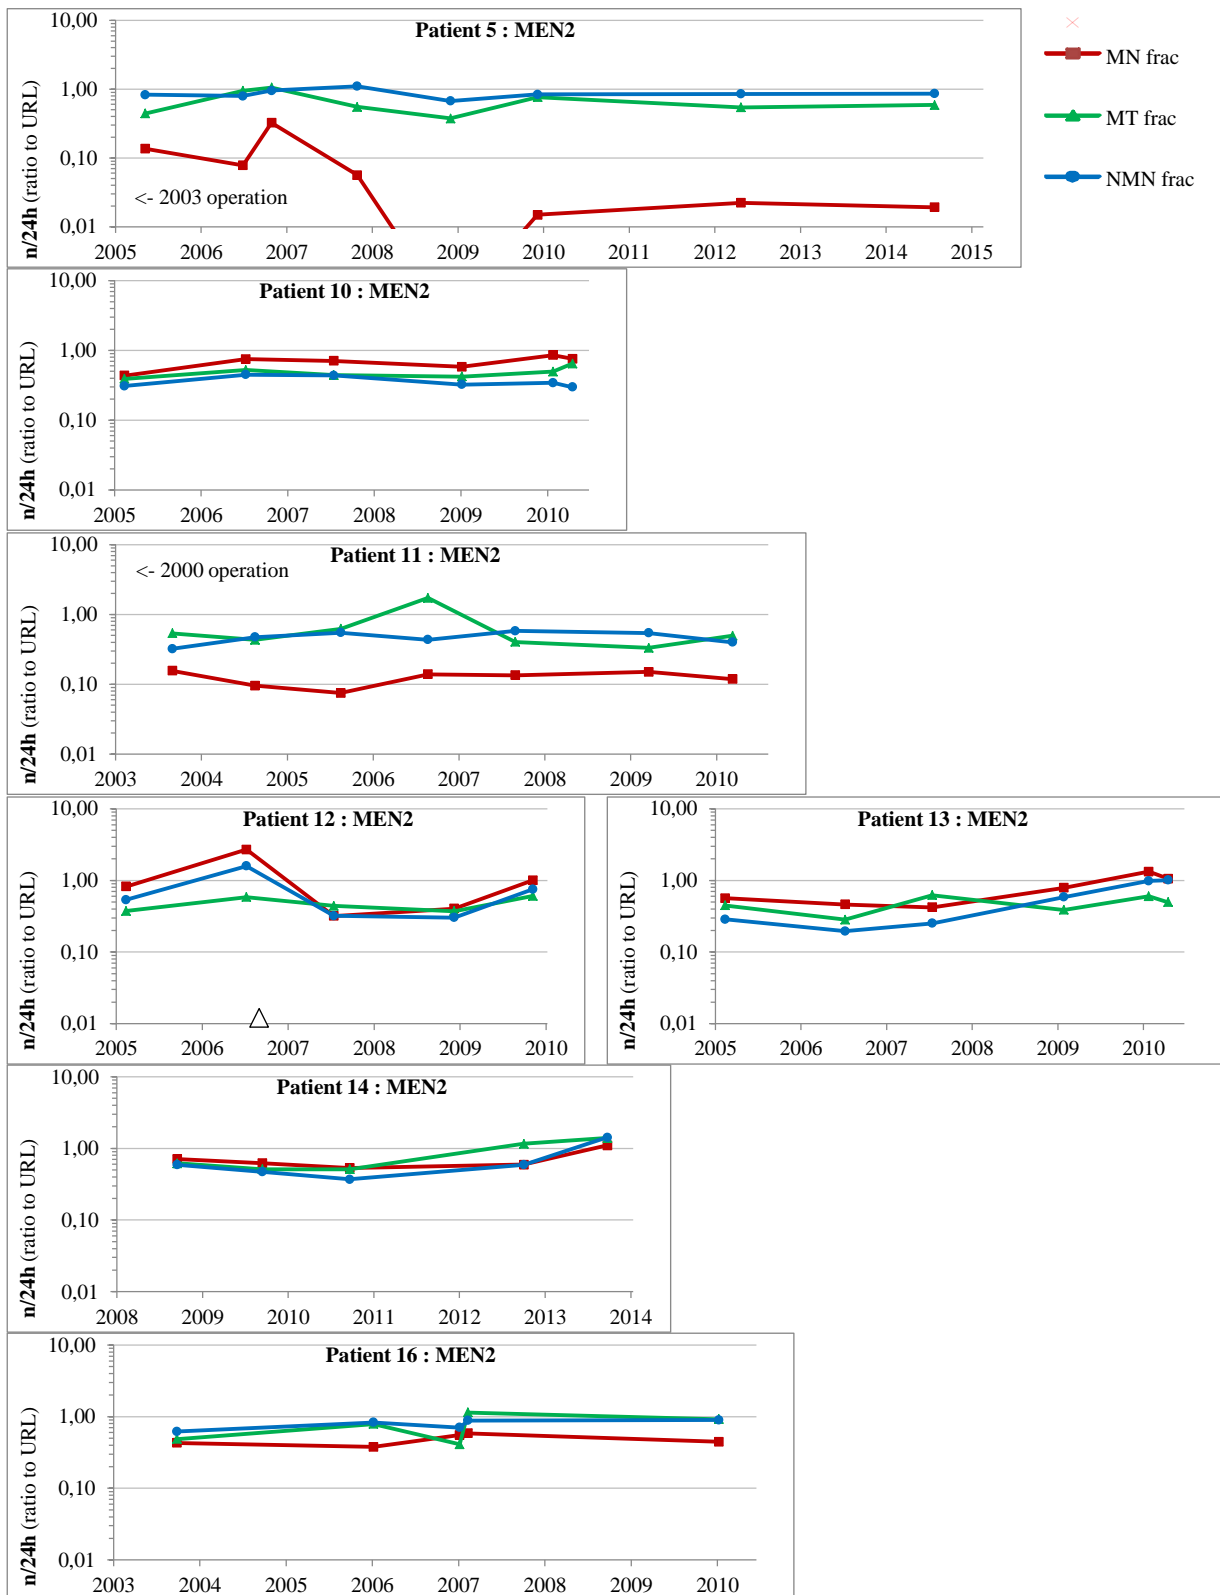 Patient 5 : MEN2
n/24h (ratio to URL)
10,00
1,00
0,10
0,01
<- 2003 operation
2005 2006 2007 2008 2009 2010 2011 2012 2013 2014 2015
MN frac
MT frac
NMN frac
Patient 10 : MEN2
n/24h (ratio to URL)
10,00
1,00
0,10
0,01
2005 2006 2007 2008 2009 2010
Patient 11 : MEN2
n/24h (ratio to URL)
10,00
<- 2000 operation
1,00
0,10
0,01
2003 2004 2005 2006 2007 2008 2009 2010
Patient 12 : MEN2
n/24h (ratio to URL)
10,00
1,00
0,10
0,01
2005 2006 2007 2008 2009 2010
Patient 13 : MEN2
n/24h (ratio to URL)
10,00
1,00
0,10
0,01
2005 2006 2007 2008 2009 2010
Patient 14 : MEN2
n/24h (ratio to URL)
10,00
1,00
0,10
0,01
2008 2009 2010 2011 2012 2013 2014
Patient 16 : MEN2
n/24h (ratio to URL)
10,00
1,00
0,10
0,01
2003 2004 2005 2006 2007 2008 2009 2010